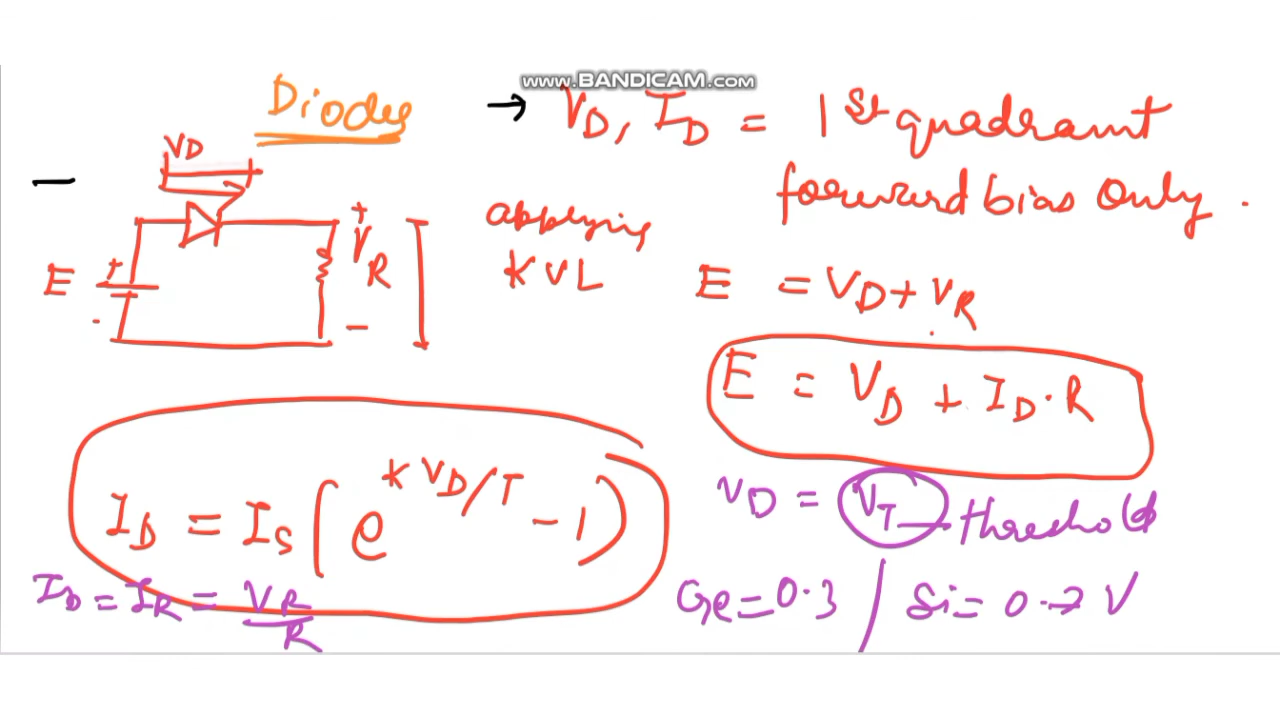 www.BANDICAM.com
Diodes
→ VD, ID = 1st quadrant
forward bias only.
VD
E
+
-
+
VR
-
applying
KVL
E = VD + VR
E = VD + ID·R
ID = IS(e^KVD/T - 1)
VD = VT — threshold
ID = IR = VR/R
Ge = 0.3 / Si = 0.7 V